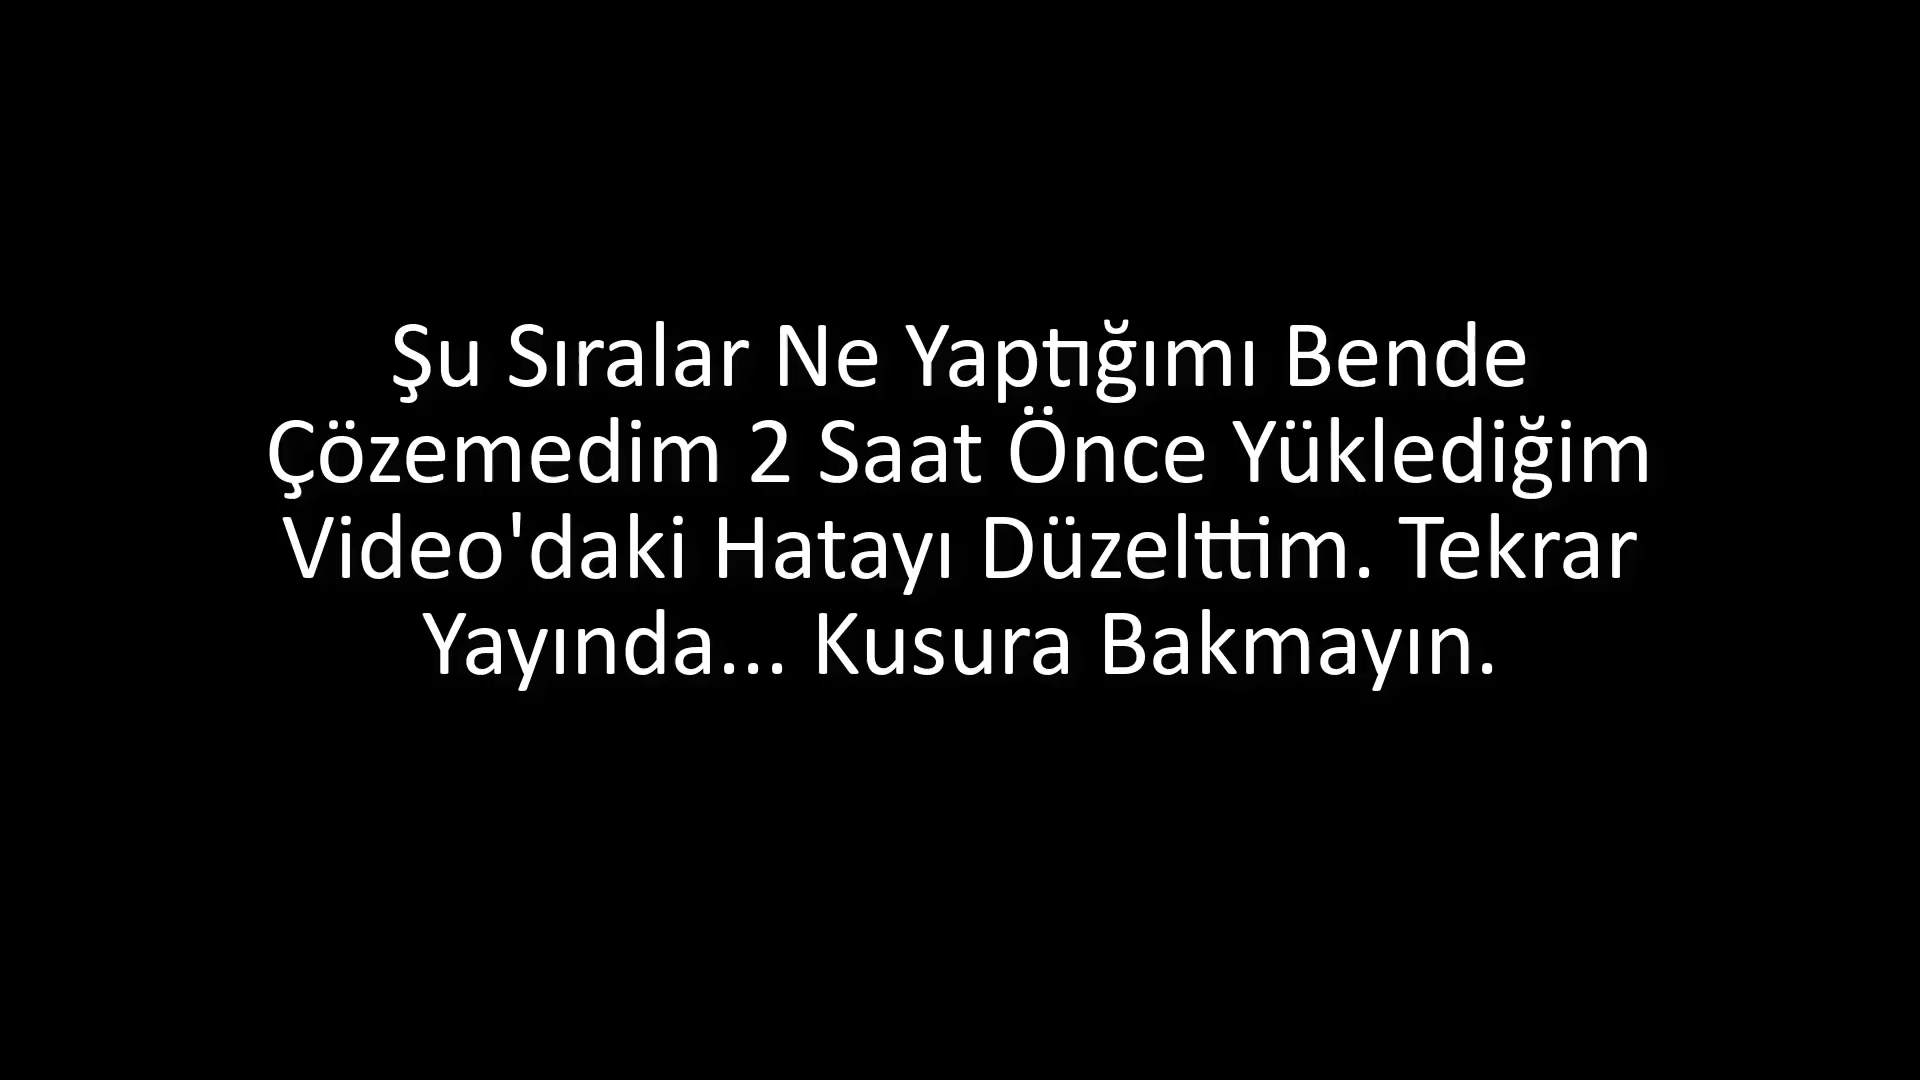 Şu Sıralar Ne Yaptığımı Bende
Çözemedim 2 Saat Önce Yüklediğim
Video'daki Hatayı Düzelttim. Tekrar
Yayında... Kusura Bakmayın.